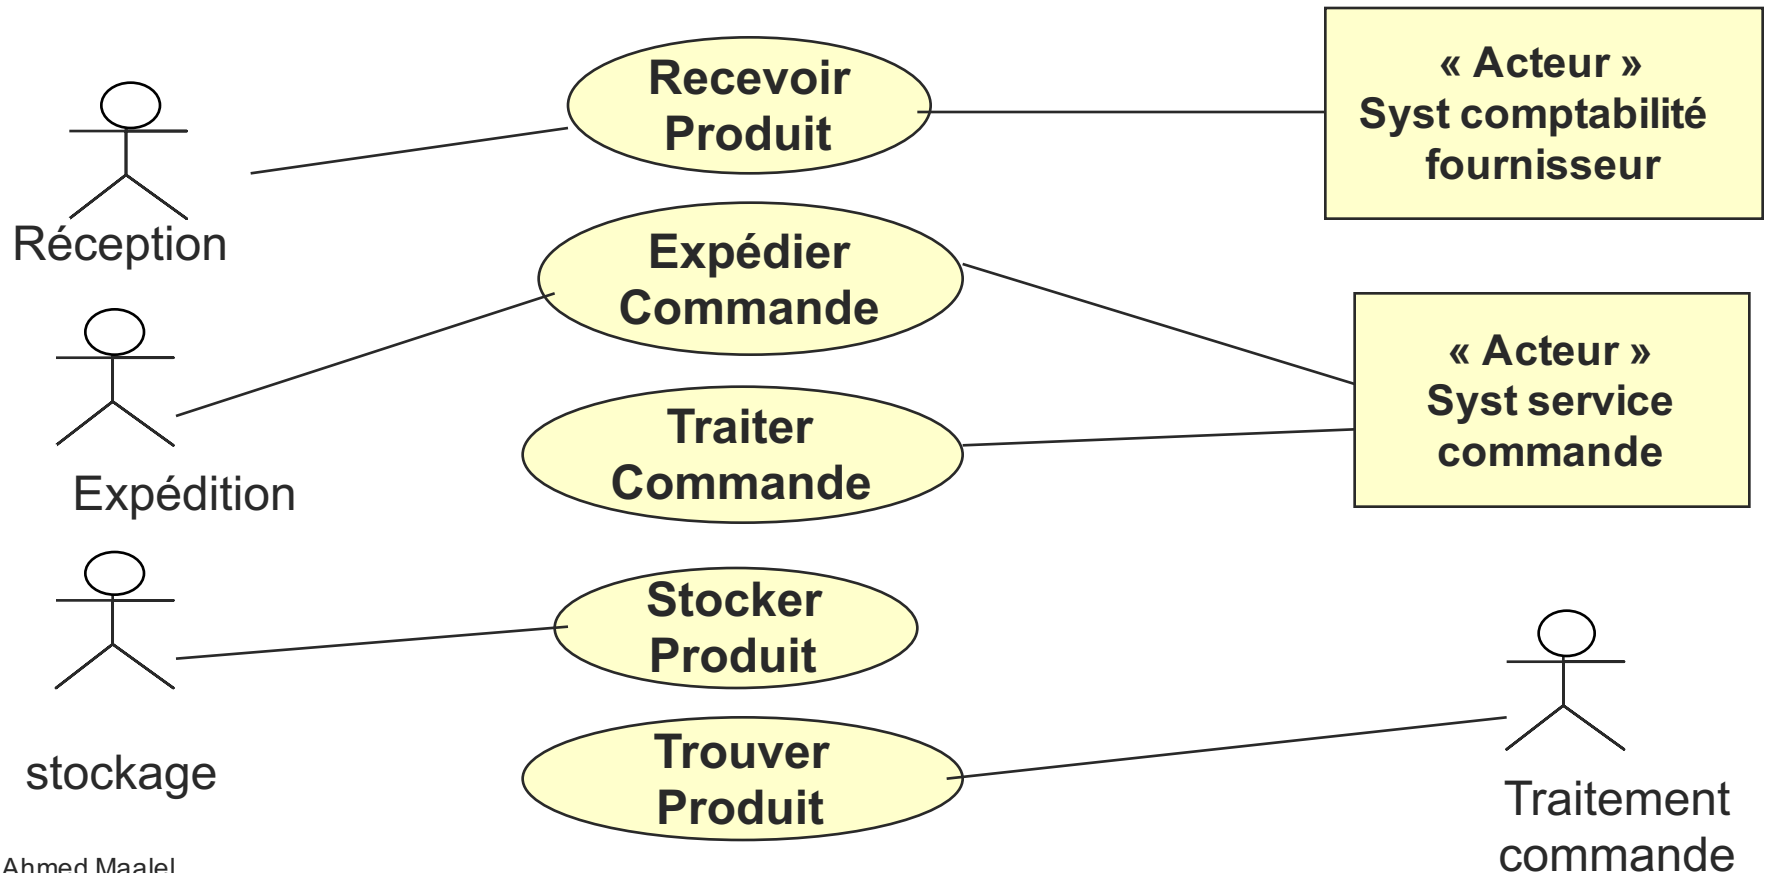 Recevoir
Produit
« Acteur »
Syst comptabilité
fournisseur
Réception
Expédier
Commande
« Acteur »
Syst service
commande
Expédition
Traiter
Commande
Stocker
Produit
stockage
Trouver
Produit
Traitement
commande
Ahmed Maalel